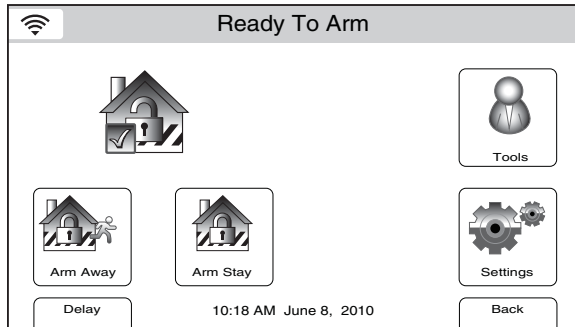 Ready To Arm
Tools
Arm Away
Arm Stay
Settings
Delay
10:18 AM June 8, 2010
Back